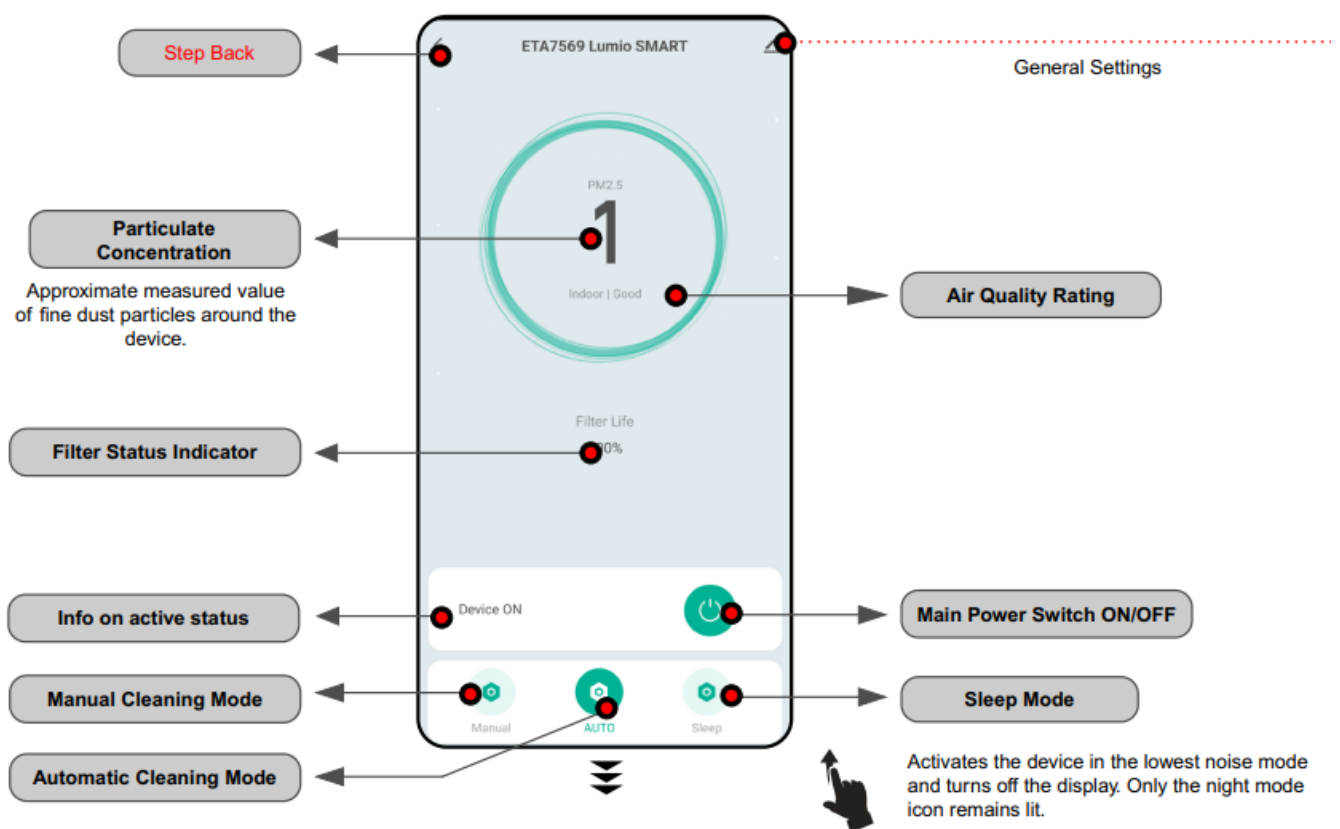 Step Back
ETA7569 Lumio SMART
General Settings
PM2.5
1
Particulate
Concentration
Approximate measured value
of fine dust particles around the
device.
Indoor | Good
Air Quality Rating
Filter Life
Filter Status Indicator
Device ON
Info on active status
Main Power Switch ON/OFF
Manual Cleaning Mode
Sleep Mode
Manual
AUTO
Sleep
Automatic Cleaning Mode
Activates the device in the lowest noise mode
and turns off the display. Only the night mode
icon remains lit.